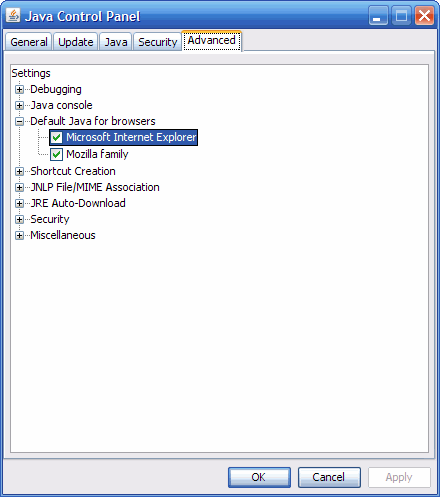 Java Control Panel
General Update Java Security Advanced
Settings
Debugging
Java console
Default Java for browsers
Microsoft Internet Explorer
Mozilla family
Shortcut Creation
JNLP File/MIME Association
JRE Auto-Download
Security
Miscellaneous
OK Cancel Apply